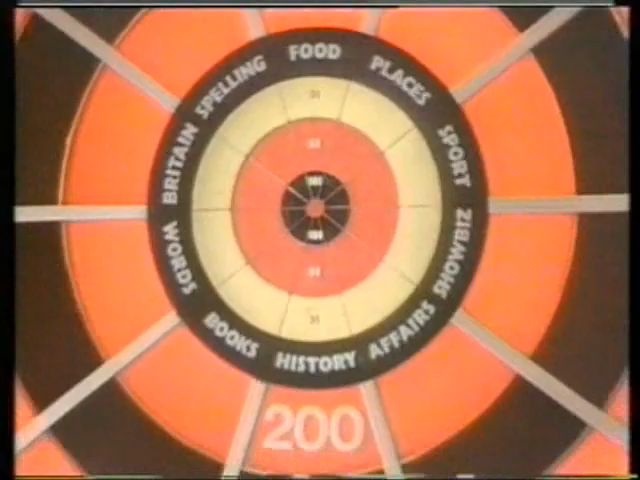 FOOD
PLACES
SPORT
SHOWBIZ
AFFAIRS
HISTORY
BOOKS
WORDS
BRITAIN
SPELLING
200